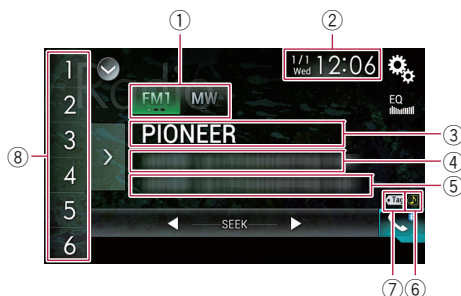 ① ②
1/1
Wed 12:06
Radio
FM1 MW
EQ
PIONEER
③
④
⑤
⑧
1
2
3
4
5
6
Tag
SEEK
⑦ ⑥